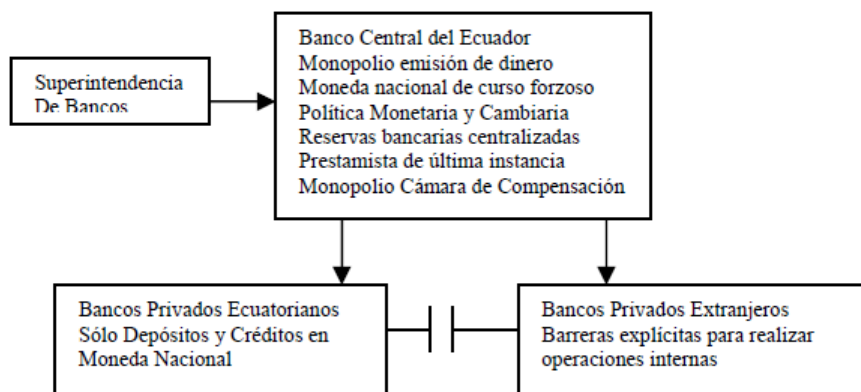 Superintendencia
De Bancos
Banco Central del Ecuador
Monopolio emisión de dinero
Moneda nacional de curso forzoso
Política Monetaria y Cambiaria
Reservas bancarias centralizadas
Prestamista de última instancia
Monopolio Cámara de Compensación
Bancos Privados Ecuatorianos
Sólo Depósitos y Créditos en
Moneda Nacional
Bancos Privados Extranjeros
Barreras explícitas para realizar
operaciones internas